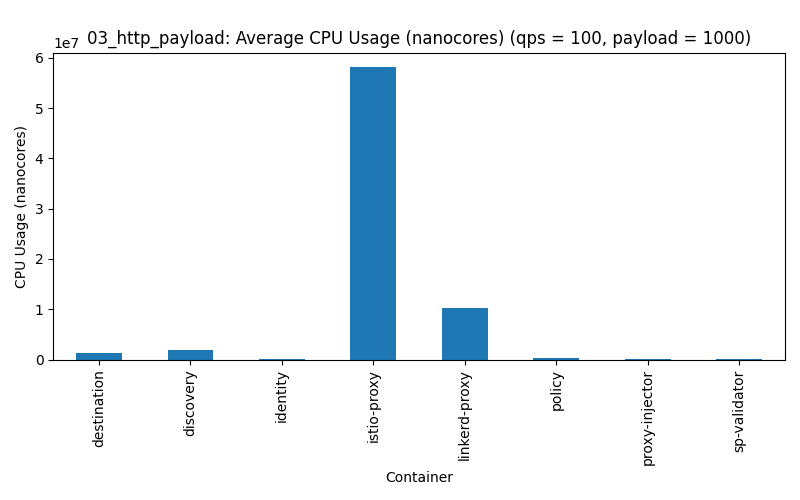 03_http_payload: Average CPU Usage (nanocores) (qps = 100, payload = 1000)
1e7
6
5
4
3
2
1
0
CPU Usage (nanocores)
destination
discovery
identity
istio-proxy
linkerd-proxy
policy
proxy-injector
sp-validator
Container